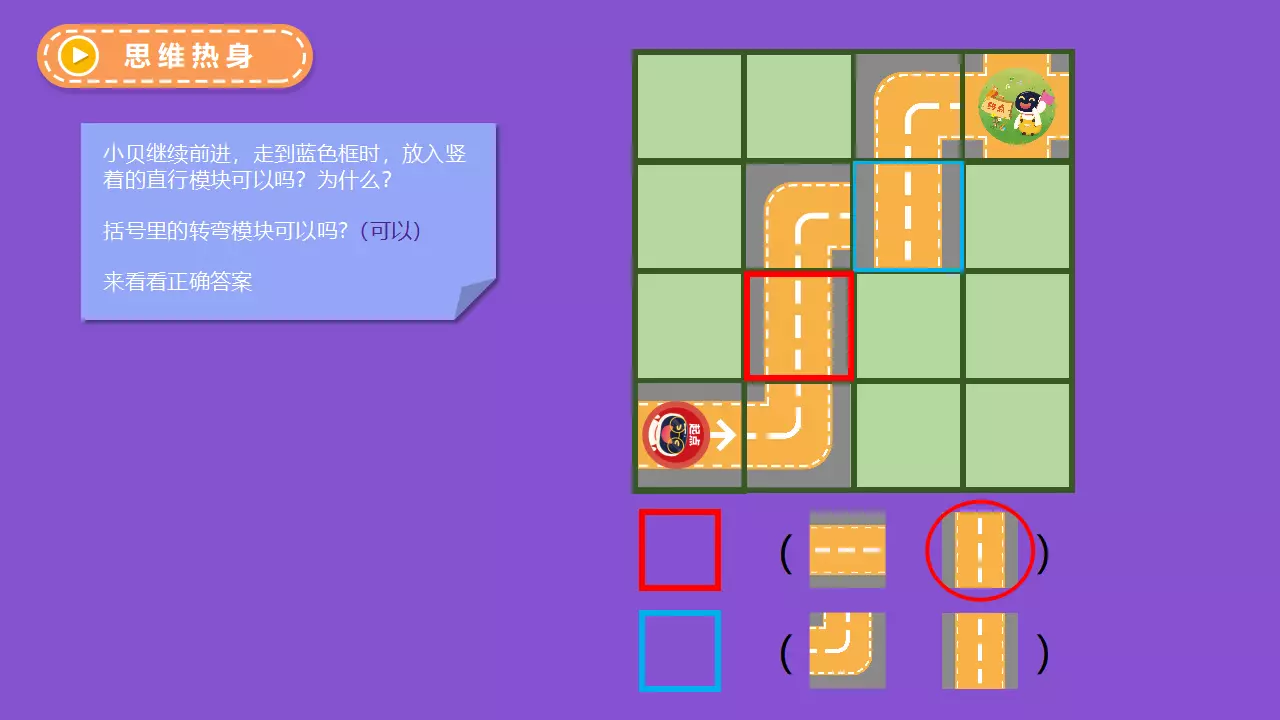 思维热身
小贝继续前进，走到蓝色框时，放入竖
着的直行模块可以吗？为什么？
括号里的转弯模块可以吗?（可以）
来看看正确答案
终点
起点
(
)
(
)